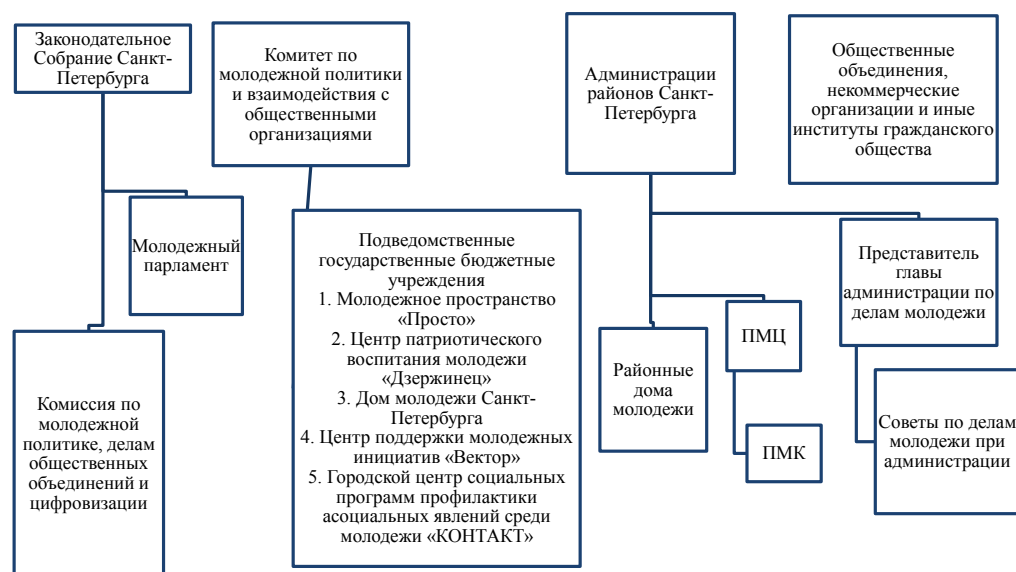 Законодательное
Собрание Санкт-
Петербурга
Молодежный
парламент
Комиссия по
молодежной
политике, делам
общественных
объединений и
цифровизации
Комитет по
молодежной политики
и взаимодействия с
общественными
организациями
Подведомственные
государственные бюджетные
учреждения
1. Молодежное пространство
«Просто»
2. Центр патриотического
воспитания молодежи
«Дзержинец»
3. Дом молодежи Санкт-
Петербурга
4. Центр поддержки молодежных
инициатив «Вектор»
5. Городской центр социальных
программ профилактики
асоциальных явлений среди
молодежи «КОНТАКТ»
Администрации
районов Санкт-
Петербурга
Районные
дома
молодежи
ПМЦ
ПМК
Представитель
главы
администрации по
делам молодежи
Советы по делам
молодежи при
администрации
Общественные
объединения,
некоммерческие
организации и иные
институты гражданского
общества